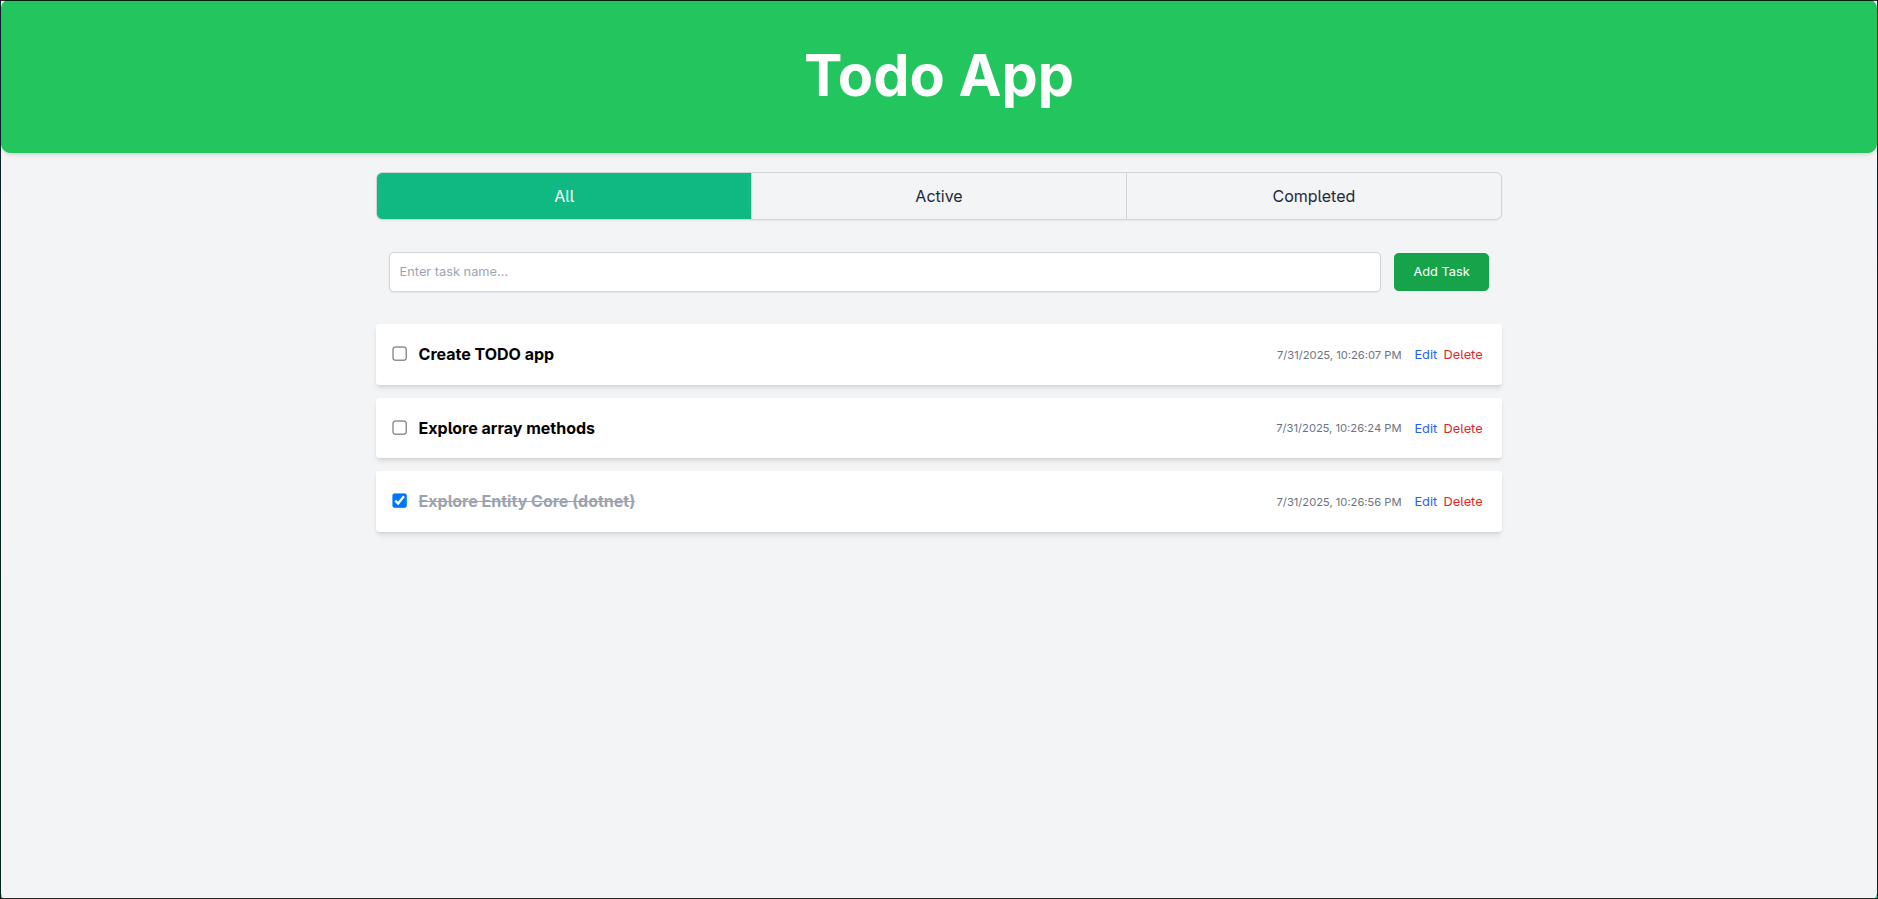 Todo App
All Active Completed
Enter task name... Add Task
Create TODO app 7/31/2025, 10:26:07 PM Edit Delete
Explore array methods 7/31/2025, 10:26:24 PM Edit Delete
Explore Entity Core (dotnet) 7/31/2025, 10:26:56 PM Edit Delete